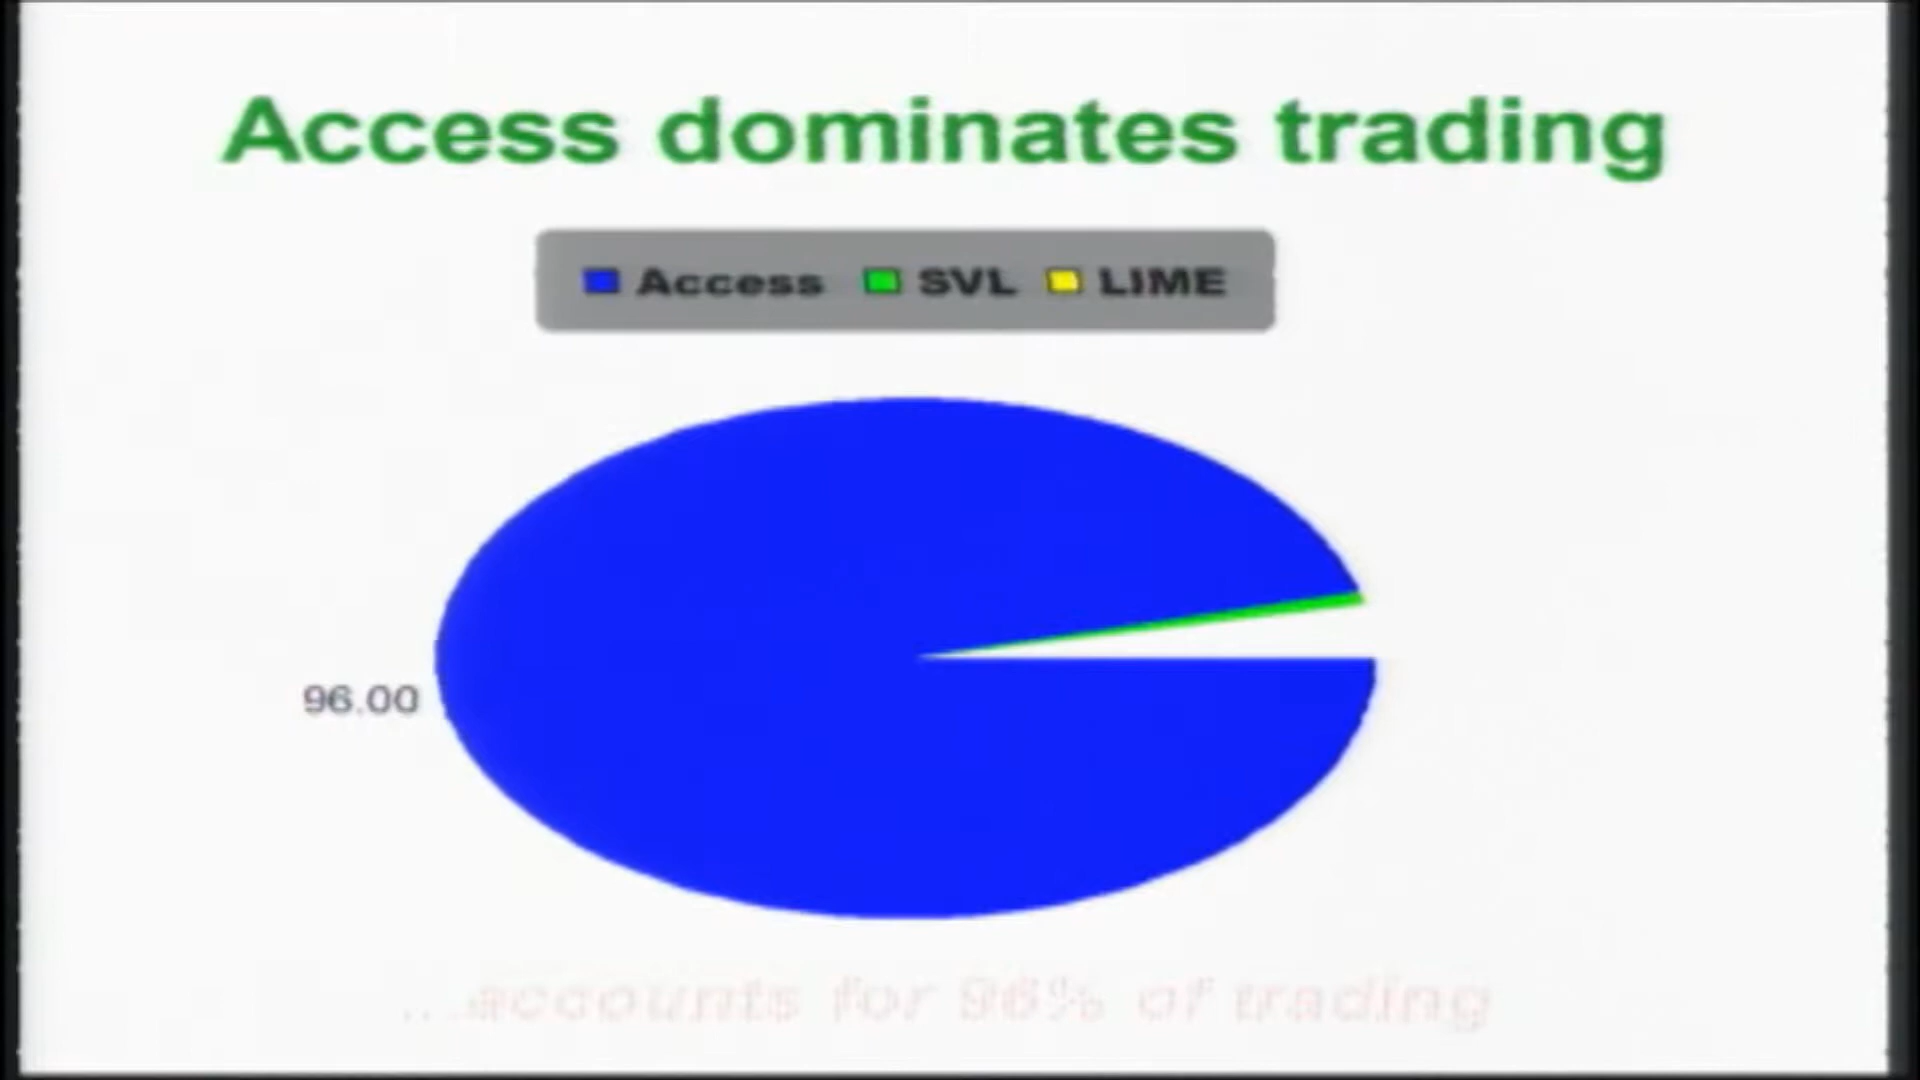 Access dominates trading
Access SVL LIME
96.00
...accounts for 96% of trading